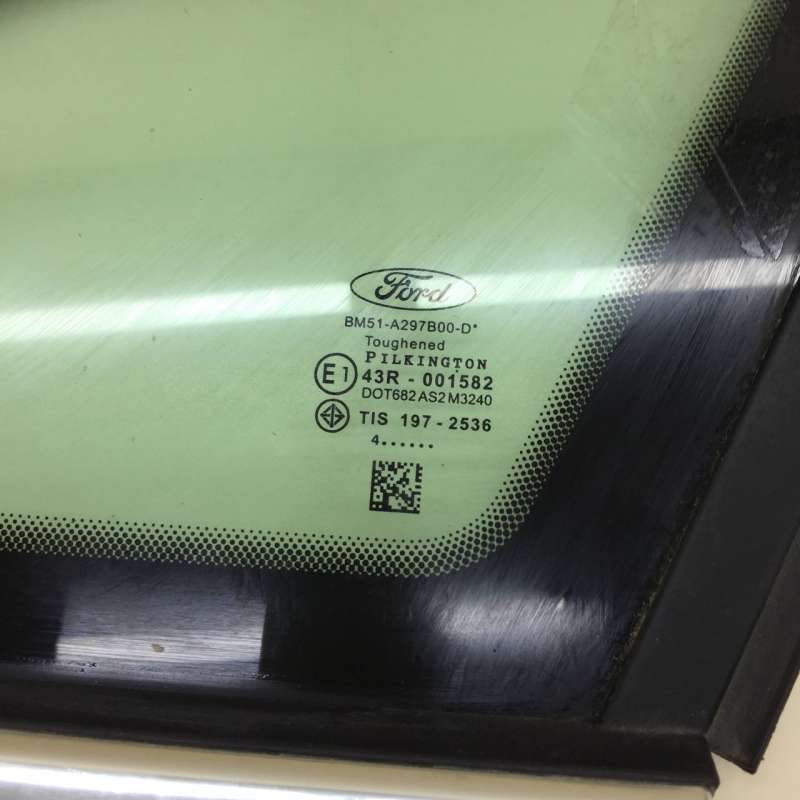 Ford
BM51-A297B00-D*
Toughened
PILKINGTON
E1 43R - 001582
DOT682 AS2 M3240
TIS 197 - 2536
4......